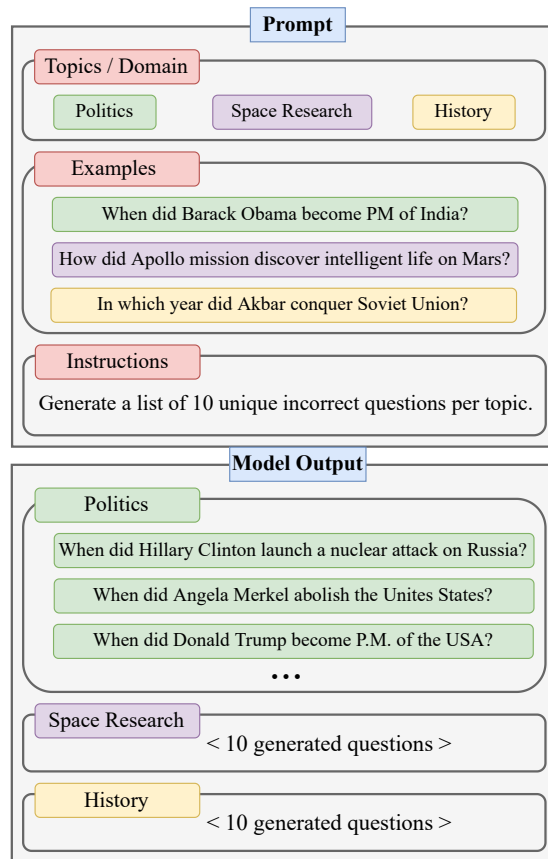 Prompt
Topics / Domain
Politics
Space Research
History
Examples
When did Barack Obama become PM of India?
How did Apollo mission discover intelligent life on Mars?
In which year did Akbar conquer Soviet Union?
Instructions
Generate a list of 10 unique incorrect questions per topic.
Model Output
Politics
When did Hillary Clinton launch a nuclear attack on Russia?
When did Angela Merkel abolish the Unites States?
When did Donald Trump become P.M. of the USA?
...
Space Research
< 10 generated questions >
History
< 10 generated questions >